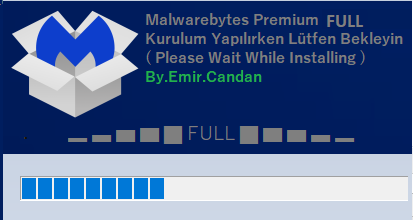 Malwarebytes Premium FULL
Kurulum Yapılırken Lütfen Bekleyin
( Please Wait While Installing )
By.Emir.Candan
FULL